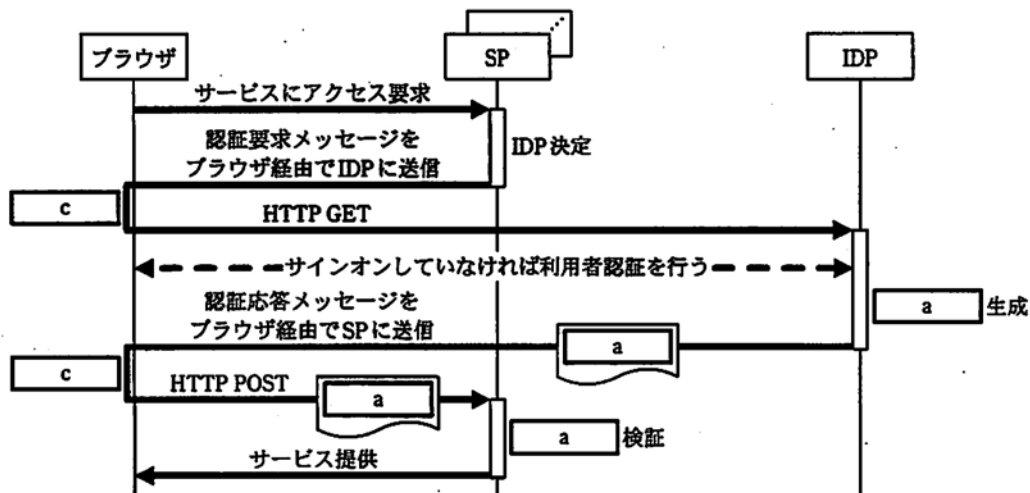 ブラウザ
SP
IDP
サービスにアクセス要求
認証要求メッセージを
ブラウザ経由でIDPに送信
IDP決定
c
HTTP GET
サインオンしていなければ利用者認証を行う
認証応答メッセージを
ブラウザ経由でSPに送信
a
生成
a
c
HTTP POST
a
a
検証
サービス提供